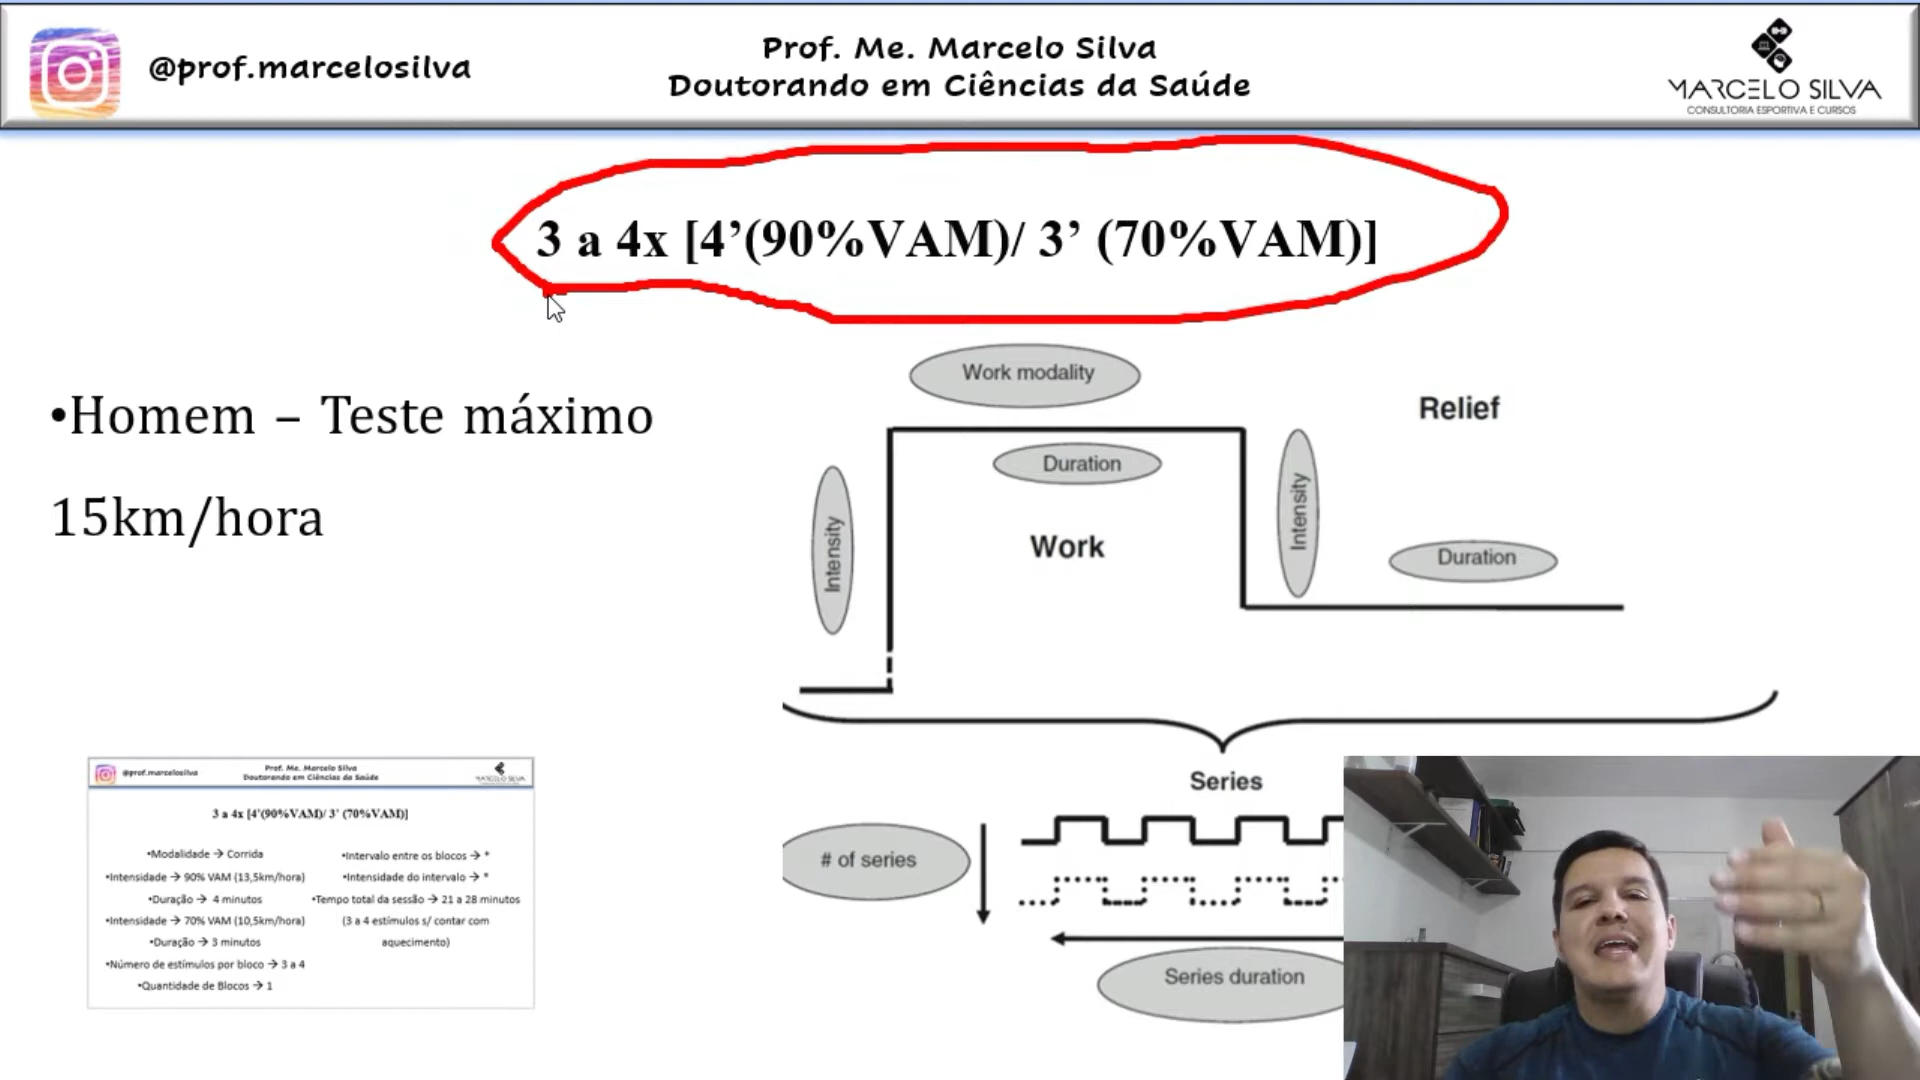 @prof.marcelosilva
Prof. Me. Marcelo Silva
Doutorando em Ciências da Saúde
MARCELO SILVA
CONSULTORIA ESPORTIVA E CURSOS
3 a 4x [4’(90%VAM)/ 3’ (70%VAM)]
•Homem – Teste máximo
15km/hora
Work modality
Relief
Duration
Intensity
Work
Intensity
Duration
Series
# of series
Series duration
@prof.marcelosilva
Prof. Me. Marcelo Silva
Doutorando em Ciências da Saúde
MARCELO SILVA
3 a 4x [4’(90%VAM)/ 3’ (70%VAM)]
•Modalidade → Corrida
•Intensidade → 90% VAM (13,5km/hora)
•Duração → 4 minutos
•Intensidade → 70% VAM (10,5km/hora)
•Duração → 3 minutos
•Número de estímulos por bloco → 3 a 4
•Quantidade de Blocos → 1
•Intervalo entre os blocos → *
•Intensidade do intervalo → *
•Tempo total da sessão → 21 a 28 minutos
(3 a 4 estímulos s/ contar com
aquecimento)